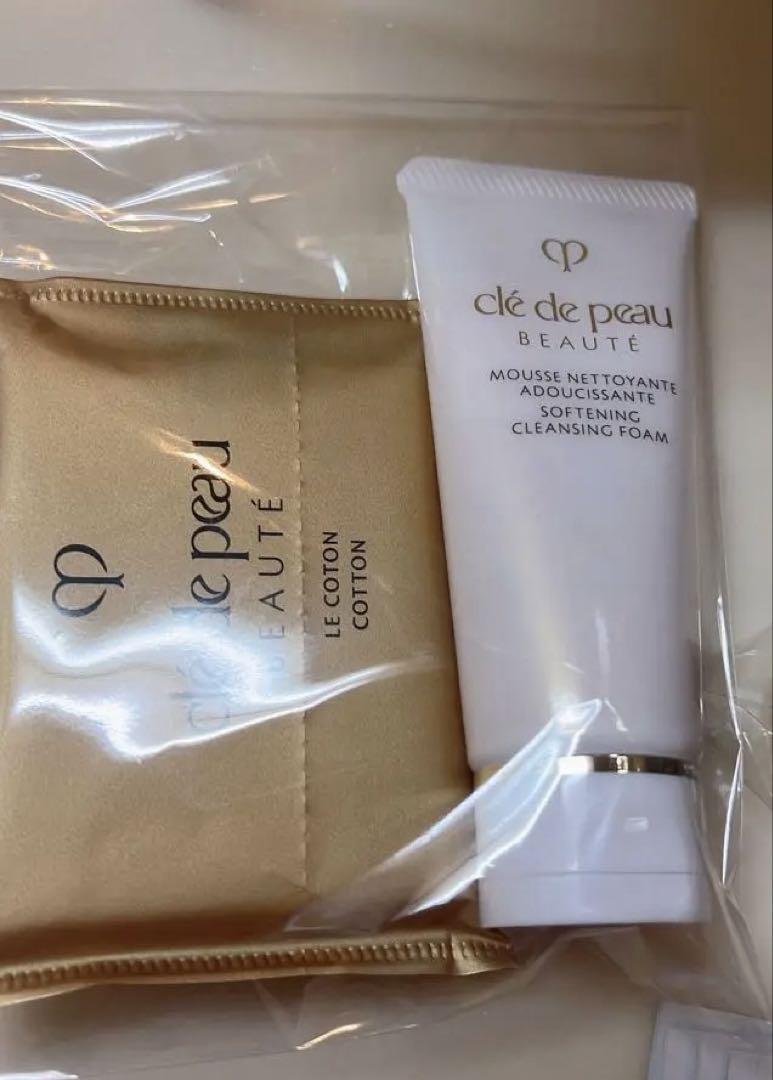 clé de peau
BEAUTÉ
LE COTON
COTTON
clé de peau
BEAUTÉ
MOUSSE NETTOYANTE
ADOUCISSANTE
SOFTENING
CLEANSING FOAM